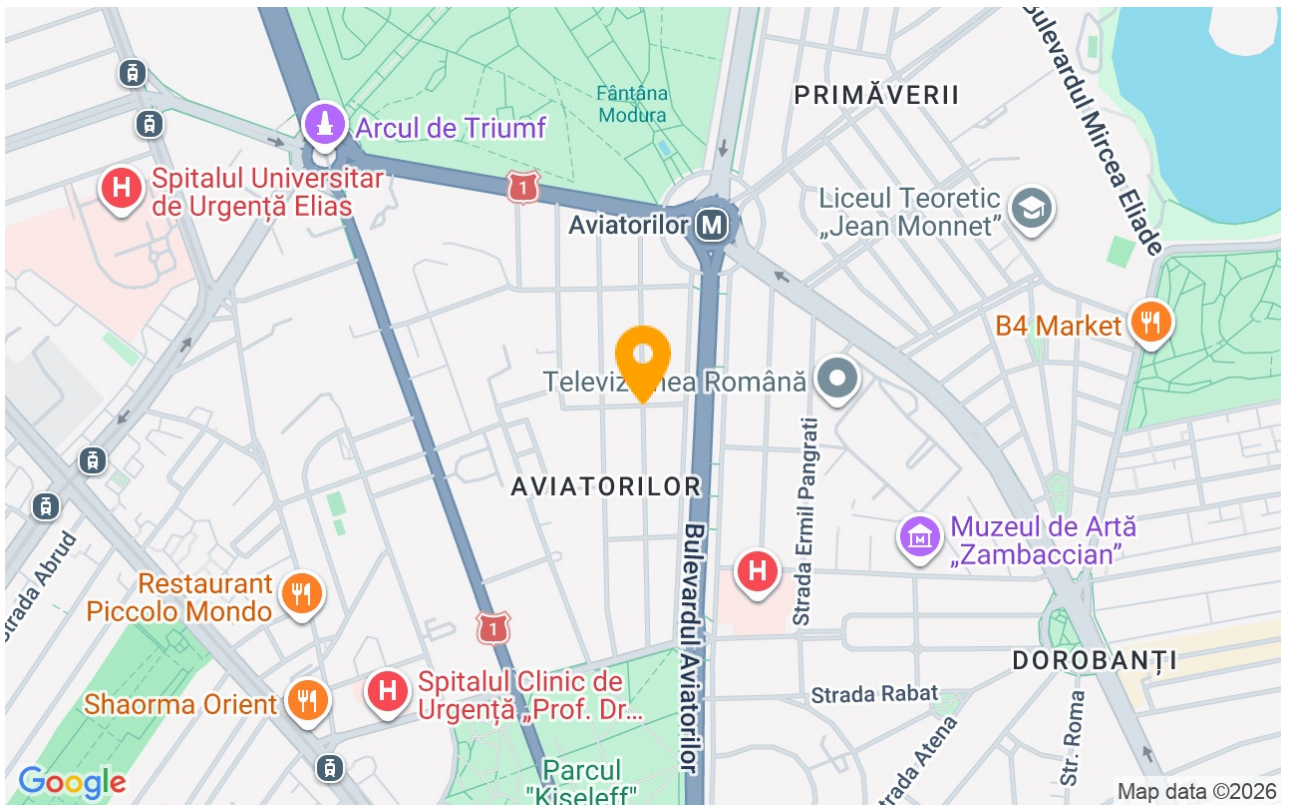 Fântâna
Modura
PRIMĂVERII
Bulevardul Mircea Eliade
Arcul de Triumf
1
H
Spitalul Universitar
de Urgență Elias
Aviatorilor M
Liceul Teoretic
„Jean Monnet”
B4 Market
Română
AVIATORILOR
Strada Ermil Pangrati
Bulevardul Aviatorilor
H
Muzeul de Artă
„Zambaccian”
M
Strada Abrud
Restaurant
Piccolo Mondo
1
DOROBANȚI
Shaorma Orient
H
Spitalul Clinic de
Urgență „Prof. Dr...
Strada Rabat
Strada Atena
Str. Roma
Parcul
"Kiseleff"
Google
Map data ©2026